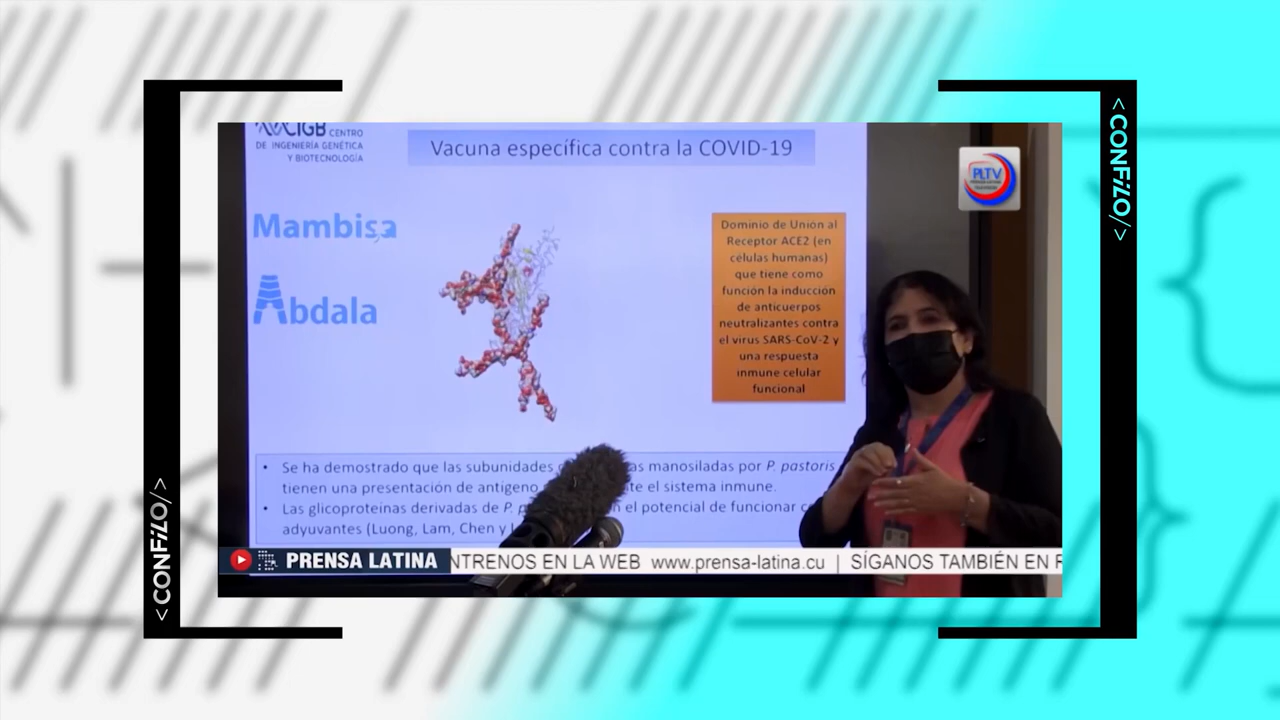 CIGB CENTRO
DE INGENIERÍA GENÉTICA
Y BIOTECNOLOGÍA
Vacuna específica contra la COVID-19
Mambisa
Abdala
Dominio de Unión al
Receptor ACE2 (en
células humanas)
que tiene como
función la inducción
de anticuerpos
neutralizantes contra
el virus SARS-CoV-2 y
una respuesta
inmune celular
funcional
• Se ha demostrado que las subunidades manosiladas por P. pastoris
tienen una presentación de antígeno el sistema inmune.
• Las glicoproteinas derivadas de P. el potencial de funcionar
adyuvantes (Luong, Lam, Chen y
PLTV
PRENSA LATINA NTRENOS EN LA WEB www.prensa-latina.cu | SÍGANOS TAMBIÉN EN
<CONFiLO/>
<CONFiLO/>